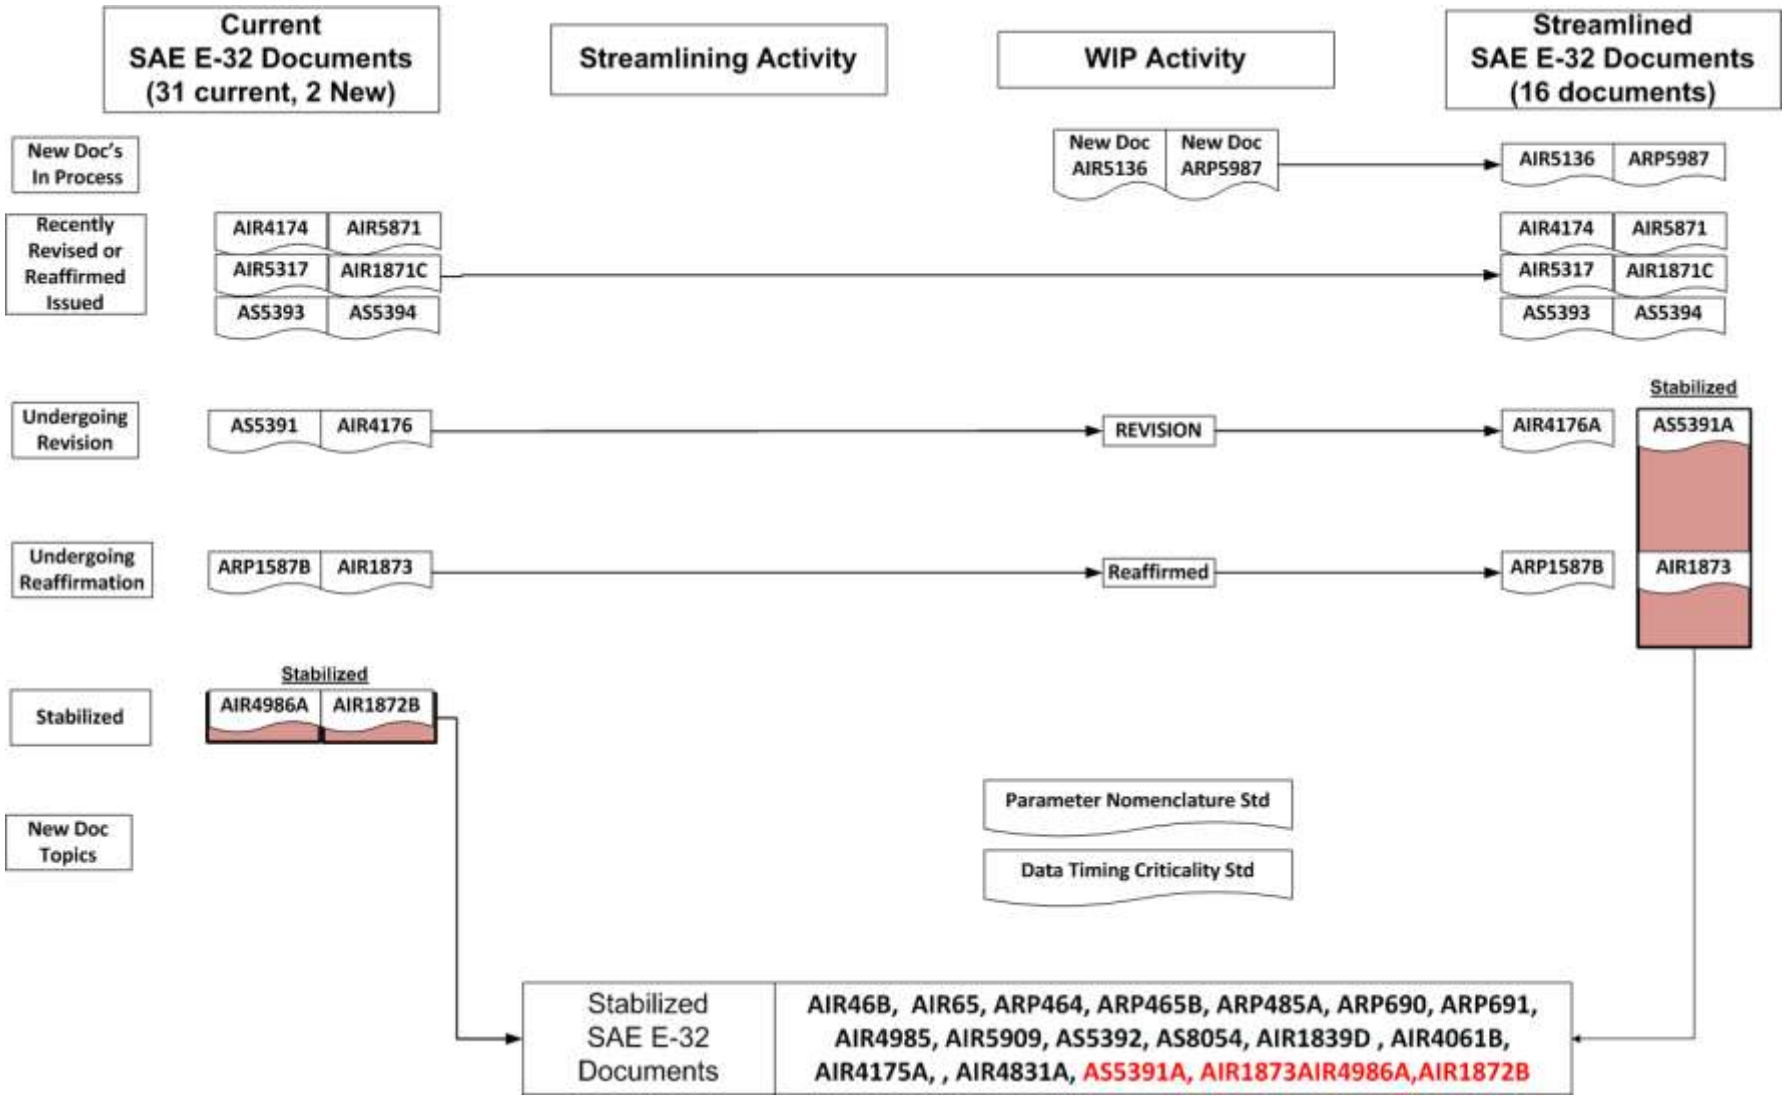 Current
SAE E-32 Documents
(31 current, 2 New)
Streamlining Activity
WIP Activity
Streamlined
SAE E-32 Documents
(16 documents)
New Doc's
In Process
New Doc
AIR5136
New Doc
ARP5987
AIR5136
ARP5987
Recently
Revised or
Reaffirmed
Issued
AIR4174
AIR5871
AIR5317
AIR1871C
AS5393
AS5394
AIR4174
AIR5871
AIR5317
AIR1871C
AS5393
AS5394
Undergoing
Revision
AS5391
AIR4176
REVISION
AIR4176A
Stabilized
AS5391A
Undergoing
Reaffirmation
ARP1587B
AIR1873
Reaffirmed
ARP1587B
AIR1873
Stabilized
Stabilized
AIR4986A
AIR1872B
New Doc
Topics
Parameter Nomenclature Std
Data Timing Criticality Std
Stabilized
SAE E-32
Documents
AIR46B, AIR65, ARP464, ARP465B, ARP485A, ARP690, ARP691,
AIR4985, AIR5909, AS5392, AS8054, AIR1839D , AIR4061B,
AIR4175A, , AIR4831A, AS5391A, AIR1873AIR4986A,AIR1872B